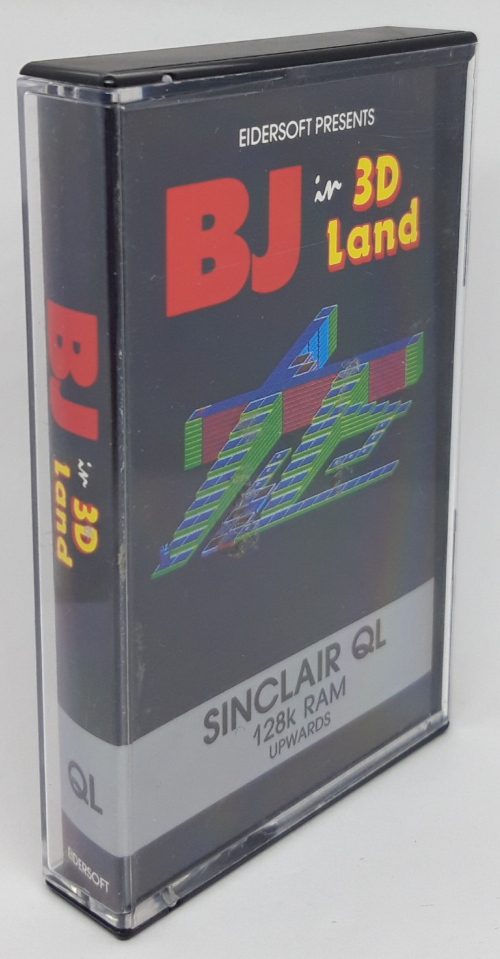 EIDERSOFT PRESENTS
BJ in 3D
Land
SINCLAIR QL
128k RAM
UPWARDS
BJ in 3D
Land
QL
EIDERSOFT